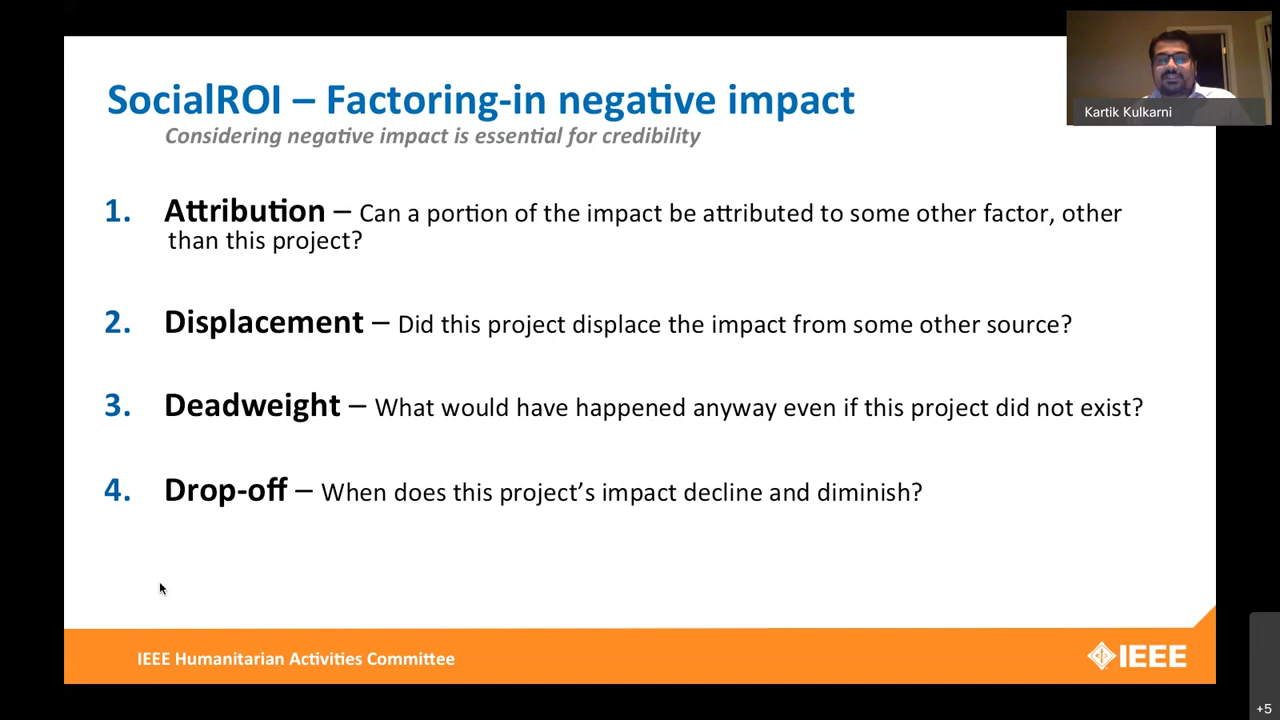 SocialROI – Factoring-in negative impact
Considering negative impact is essential for credibility
Kartik Kulkarni
1. Attribution – Can a portion of the impact be attributed to some other factor, other
than this project?
2. Displacement – Did this project displace the impact from some other source?
3. Deadweight – What would have happened anyway even if this project did not exist?
4. Drop-off – When does this project’s impact decline and diminish?
IEEE Humanitarian Activities Committee
IEEE
+5